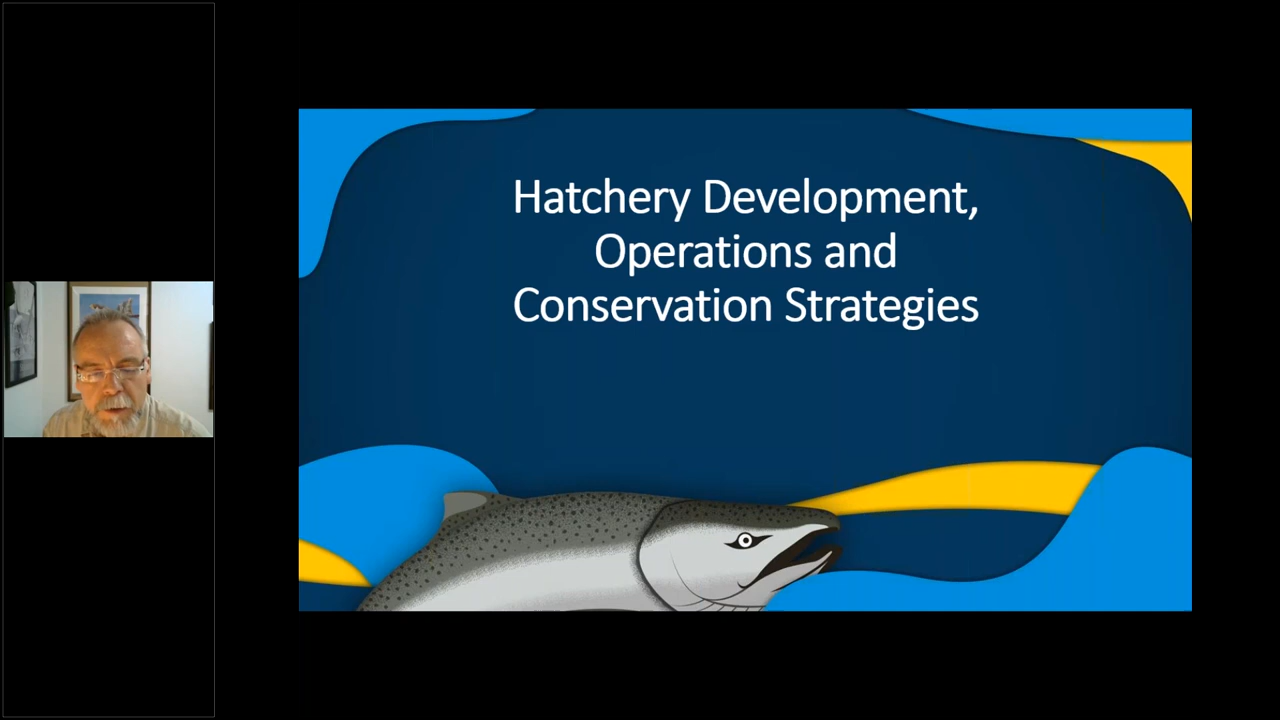 Hatchery Development,
Operations and
Conservation Strategies